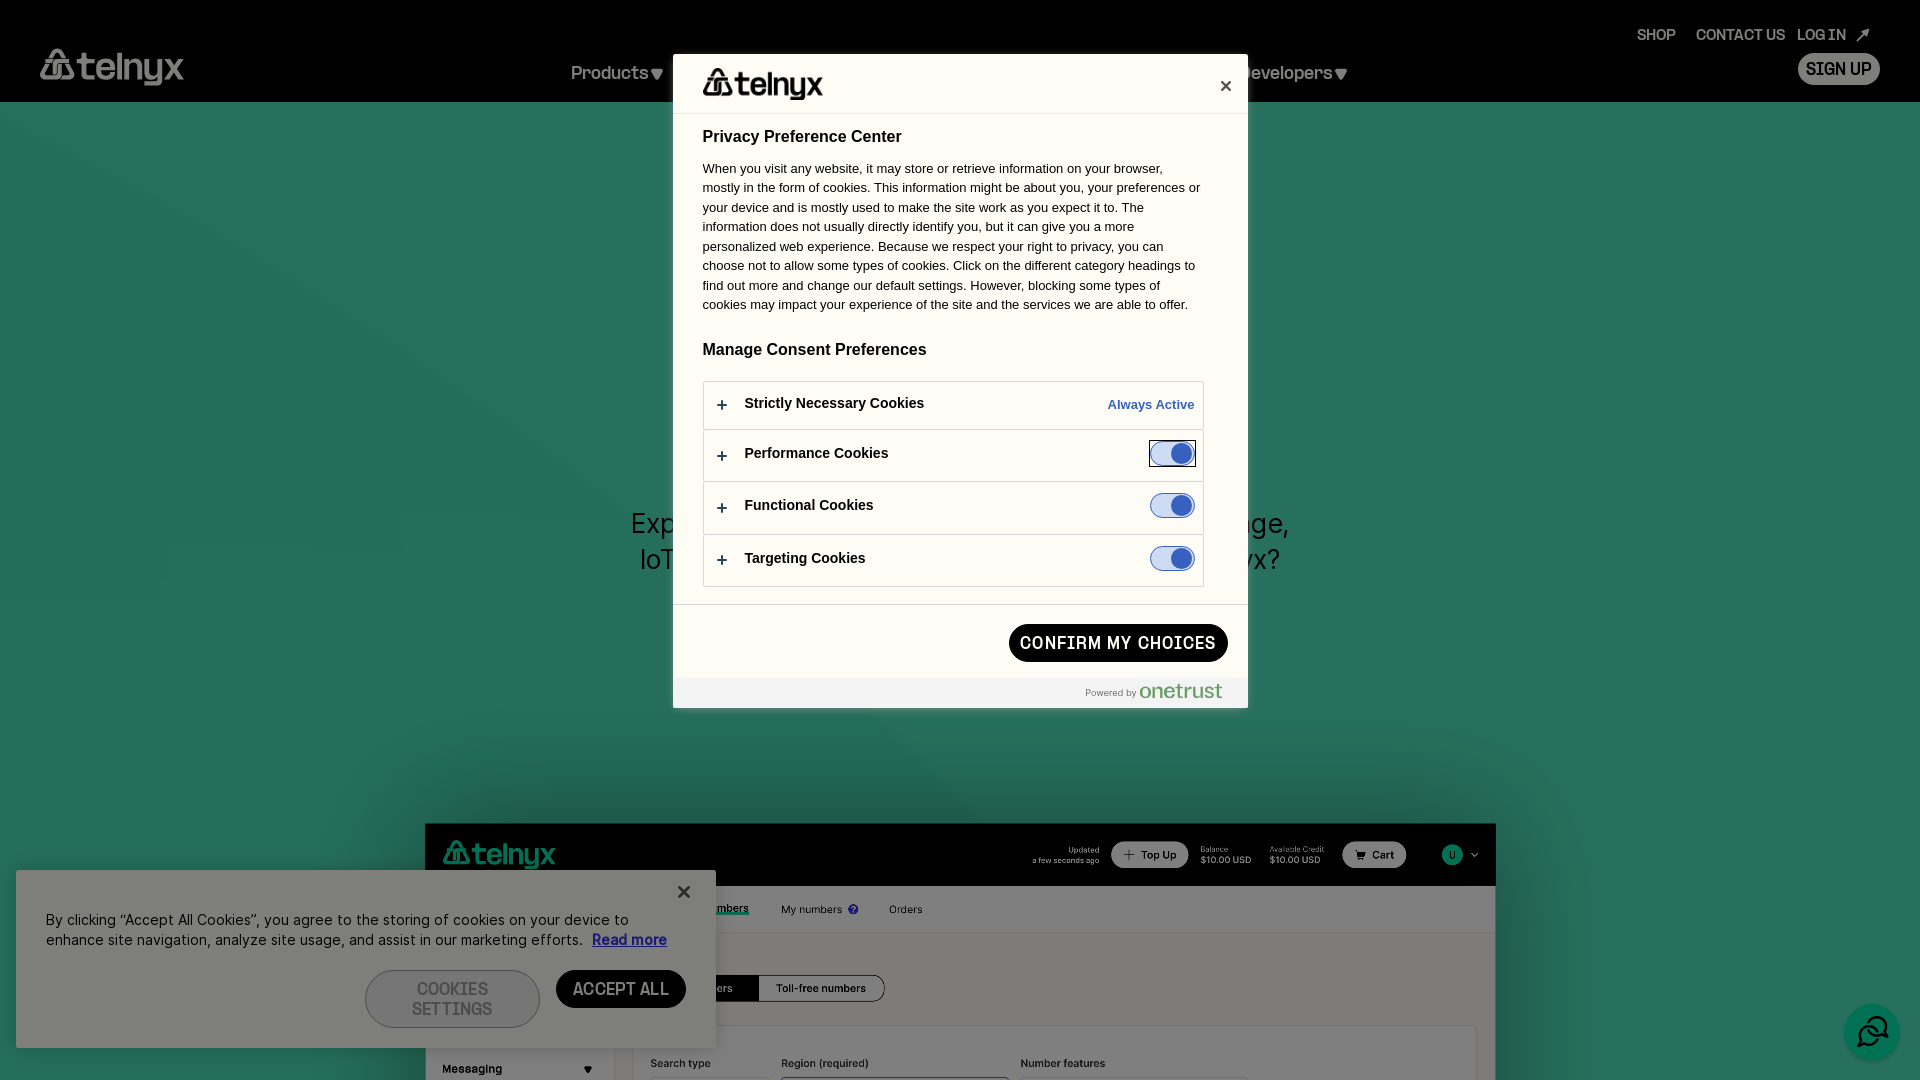 SHOP CONTACT US LOG IN
telnyx Products Developers SIGN UP
telnyx
Privacy Preference Center
When you visit any website, it may store or retrieve information on your browser,
mostly in the form of cookies. This information might be about you, your preferences or
your device and is mostly used to make the site work as you expect it to. The
information does not usually directly identify you, but it can give you a more
personalized web experience. Because we respect your right to privacy, you can
choose not to allow some types of cookies. Click on the different category headings to
find out more and change our default settings. However, blocking some types of
cookies may impact your experience of the site and the services we are able to offer.
Manage Consent Preferences
Strictly Necessary Cookies Always Active
Performance Cookies
Functional Cookies
Targeting Cookies
CONFIRM MY CHOICES
Powered by onetrust
telnyx
Updated
a few seconds ago
Top Up
Balance
$10.00 USD
Available Credit
$10.00 USD
Cart
U
My numbers ?
Orders
Toll-free numbers
Search type Region (required) Number features
Messaging
By clicking “Accept All Cookies”, you agree to the storing of cookies on your device to
enhance site navigation, analyze site usage, and assist in our marketing efforts. Read more
COOKIES
SETTINGS
ACCEPT ALL